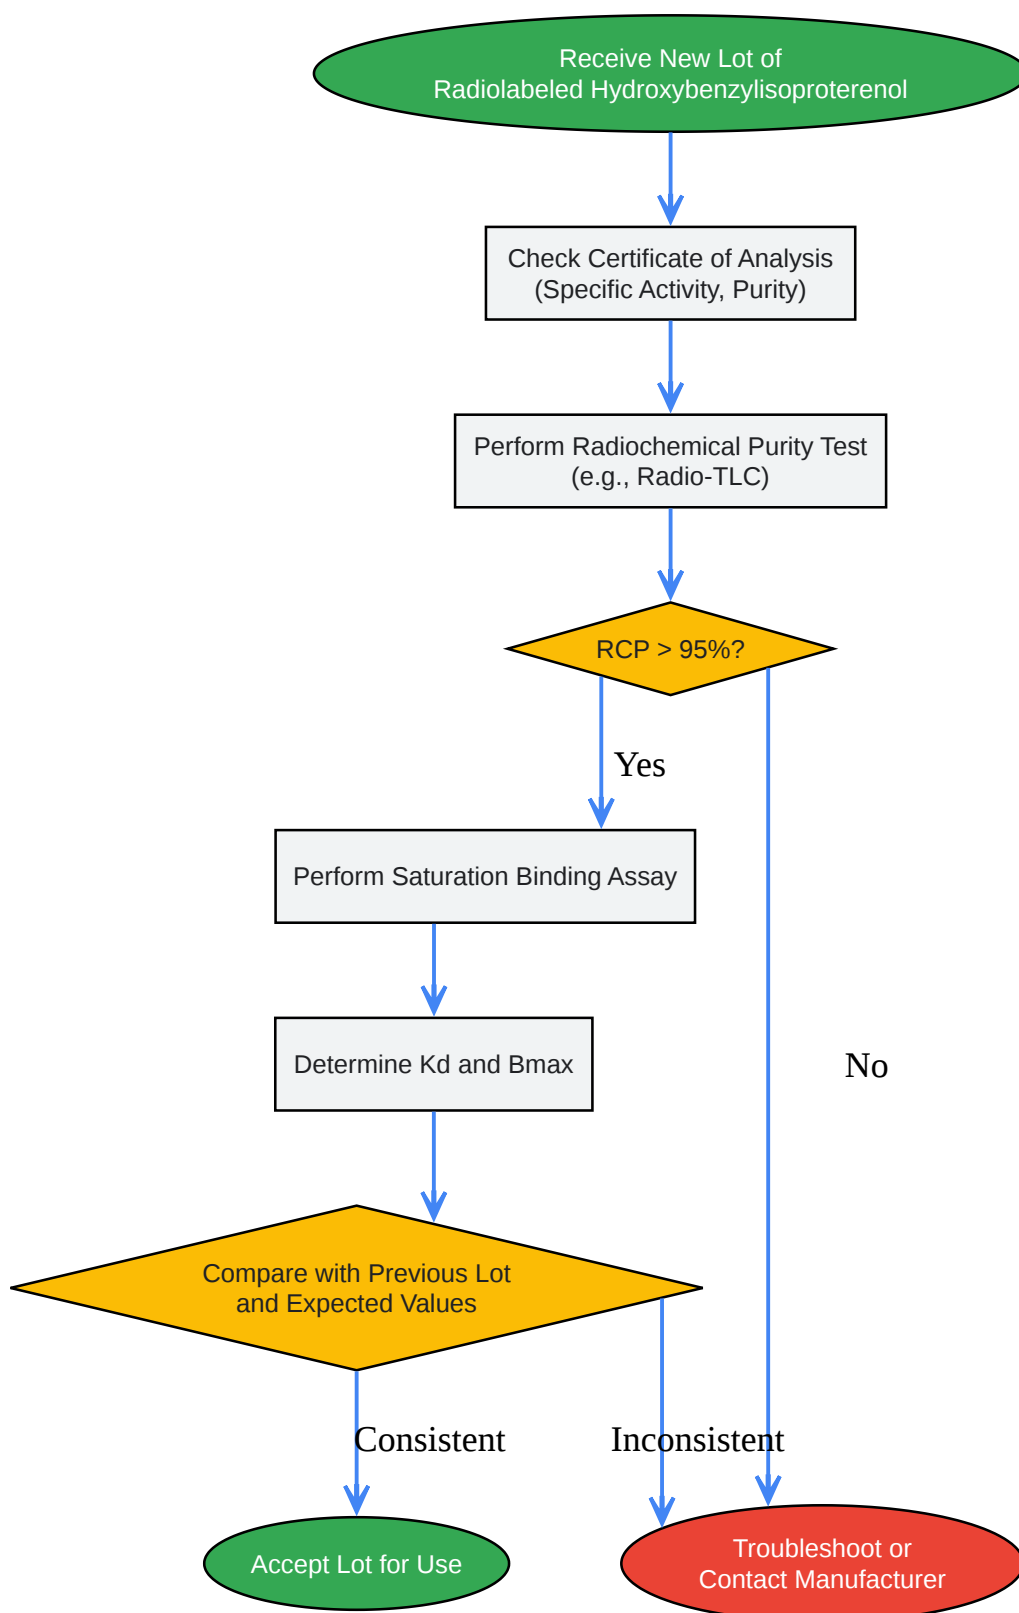 Receive New Lot of
Radiolabeled Hydroxybenzylisoproterenol
Check Certificate of Analysis
(Specific Activity, Purity)
Perform Radiochemical Purity Test
(e.g., Radio-TLC)
RCP > 95%?
Yes
Perform Saturation Binding Assay
Determine Kd and Bmax
No
Compare with Previous Lot
and Expected Values
Consistent
Inconsistent
Accept Lot for Use
Troubleshoot or
Contact Manufacturer